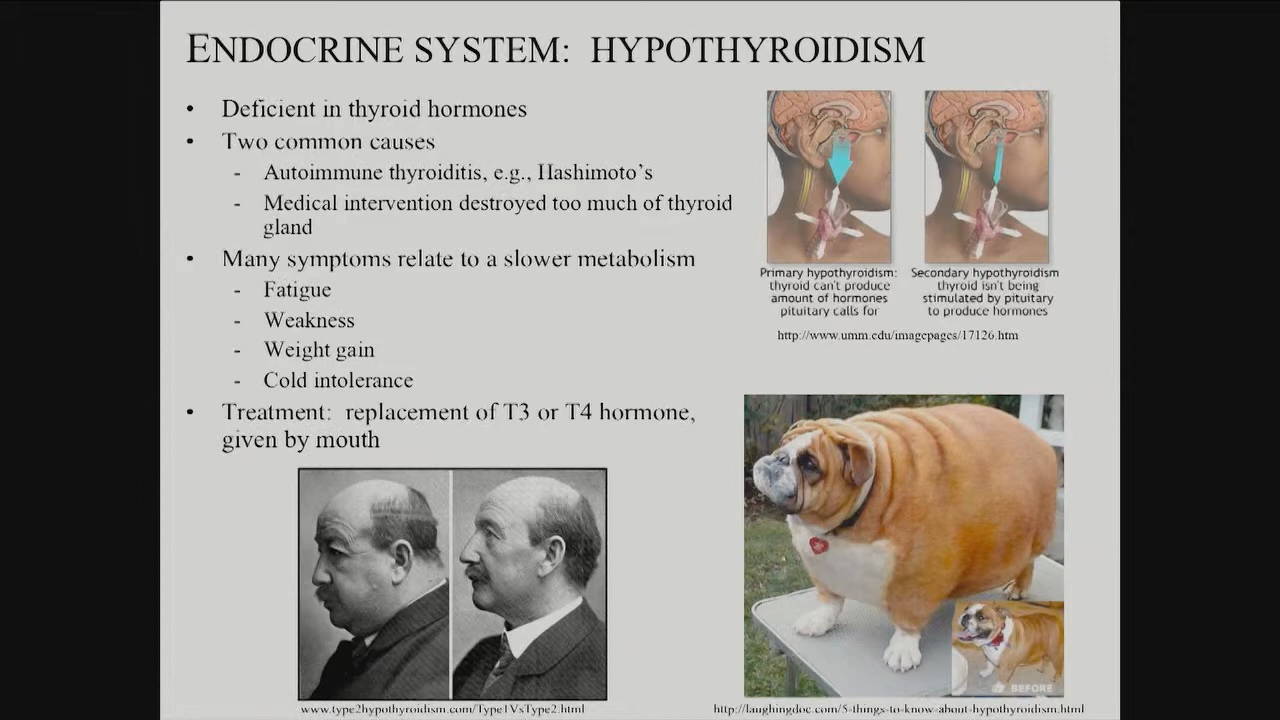 ENDOCRINE SYSTEM: HYPOTHYROIDISM
• Deficient in thyroid hormones
• Two common causes
- Autoimmune thyroiditis, e.g., Hashimoto's
- Medical intervention destroyed too much of thyroid
gland
• Many symptoms relate to a slower metabolism
- Fatigue
- Weakness
- Weight gain
- Cold intolerance
• Treatment: replacement of T3 or T4 hormone,
given by mouth
Primary hypothyroidism:
thyroid can't produce
amount of hormones
pituitary calls for
Secondary hypothyroidism
thyroid isn't being
stimulated by pituitary
to produce hormones
http://www.umm.edu/imagepages/17126.htm
BEFORE
www.type2hypothyroidism.com/Type1VsType2.html
http://laughingdoc.com/5-things-to-know-about-hypothyroidism.html